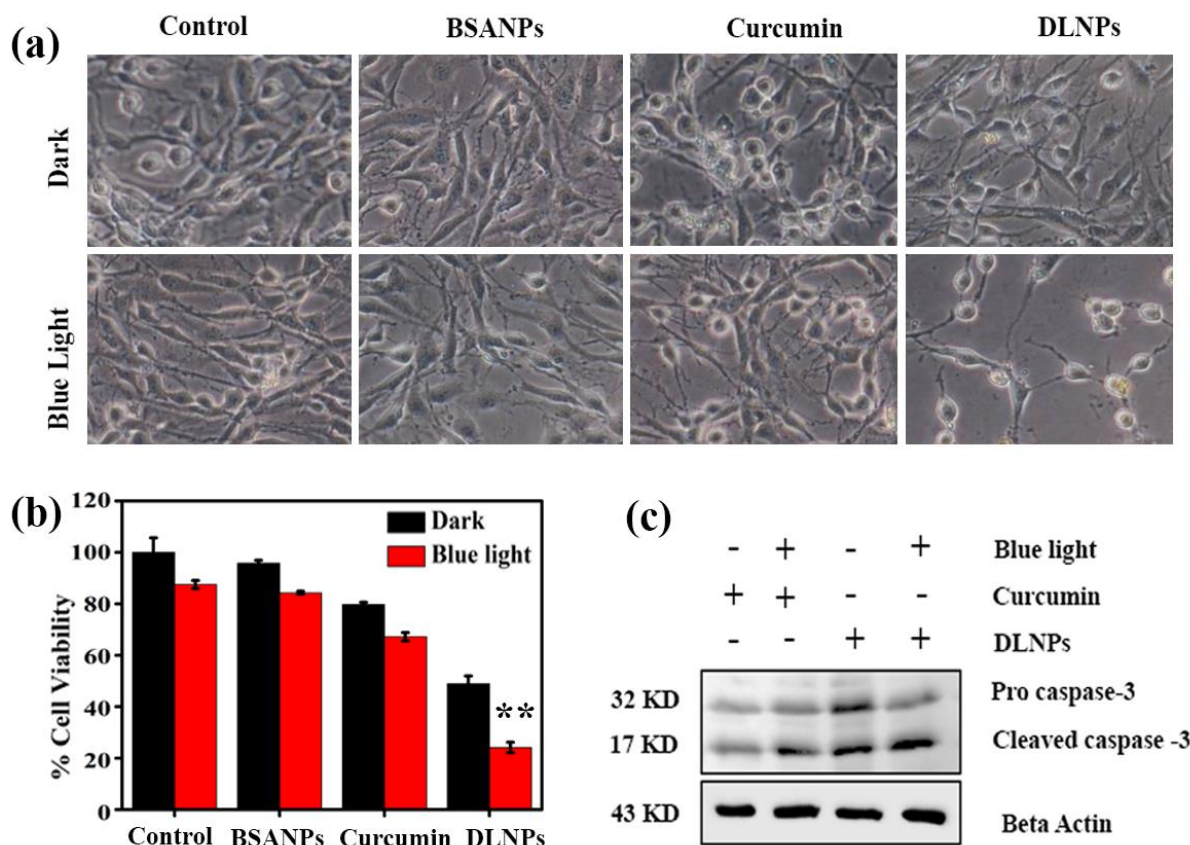 (a)
Control BSANPs Curcumin DLNPs
Dark
Blue Light
(b)
120
100
80
60
40
20
0
% Cell Viability
Dark
Blue light
**
Control BSANPs Curcumin DLNPs
(c)
- + - + Blue light
+ + - - Curcumin
- - + + DLNPs
32 KD Pro caspase-3
17 KD Cleaved caspase -3
43 KD Beta Actin